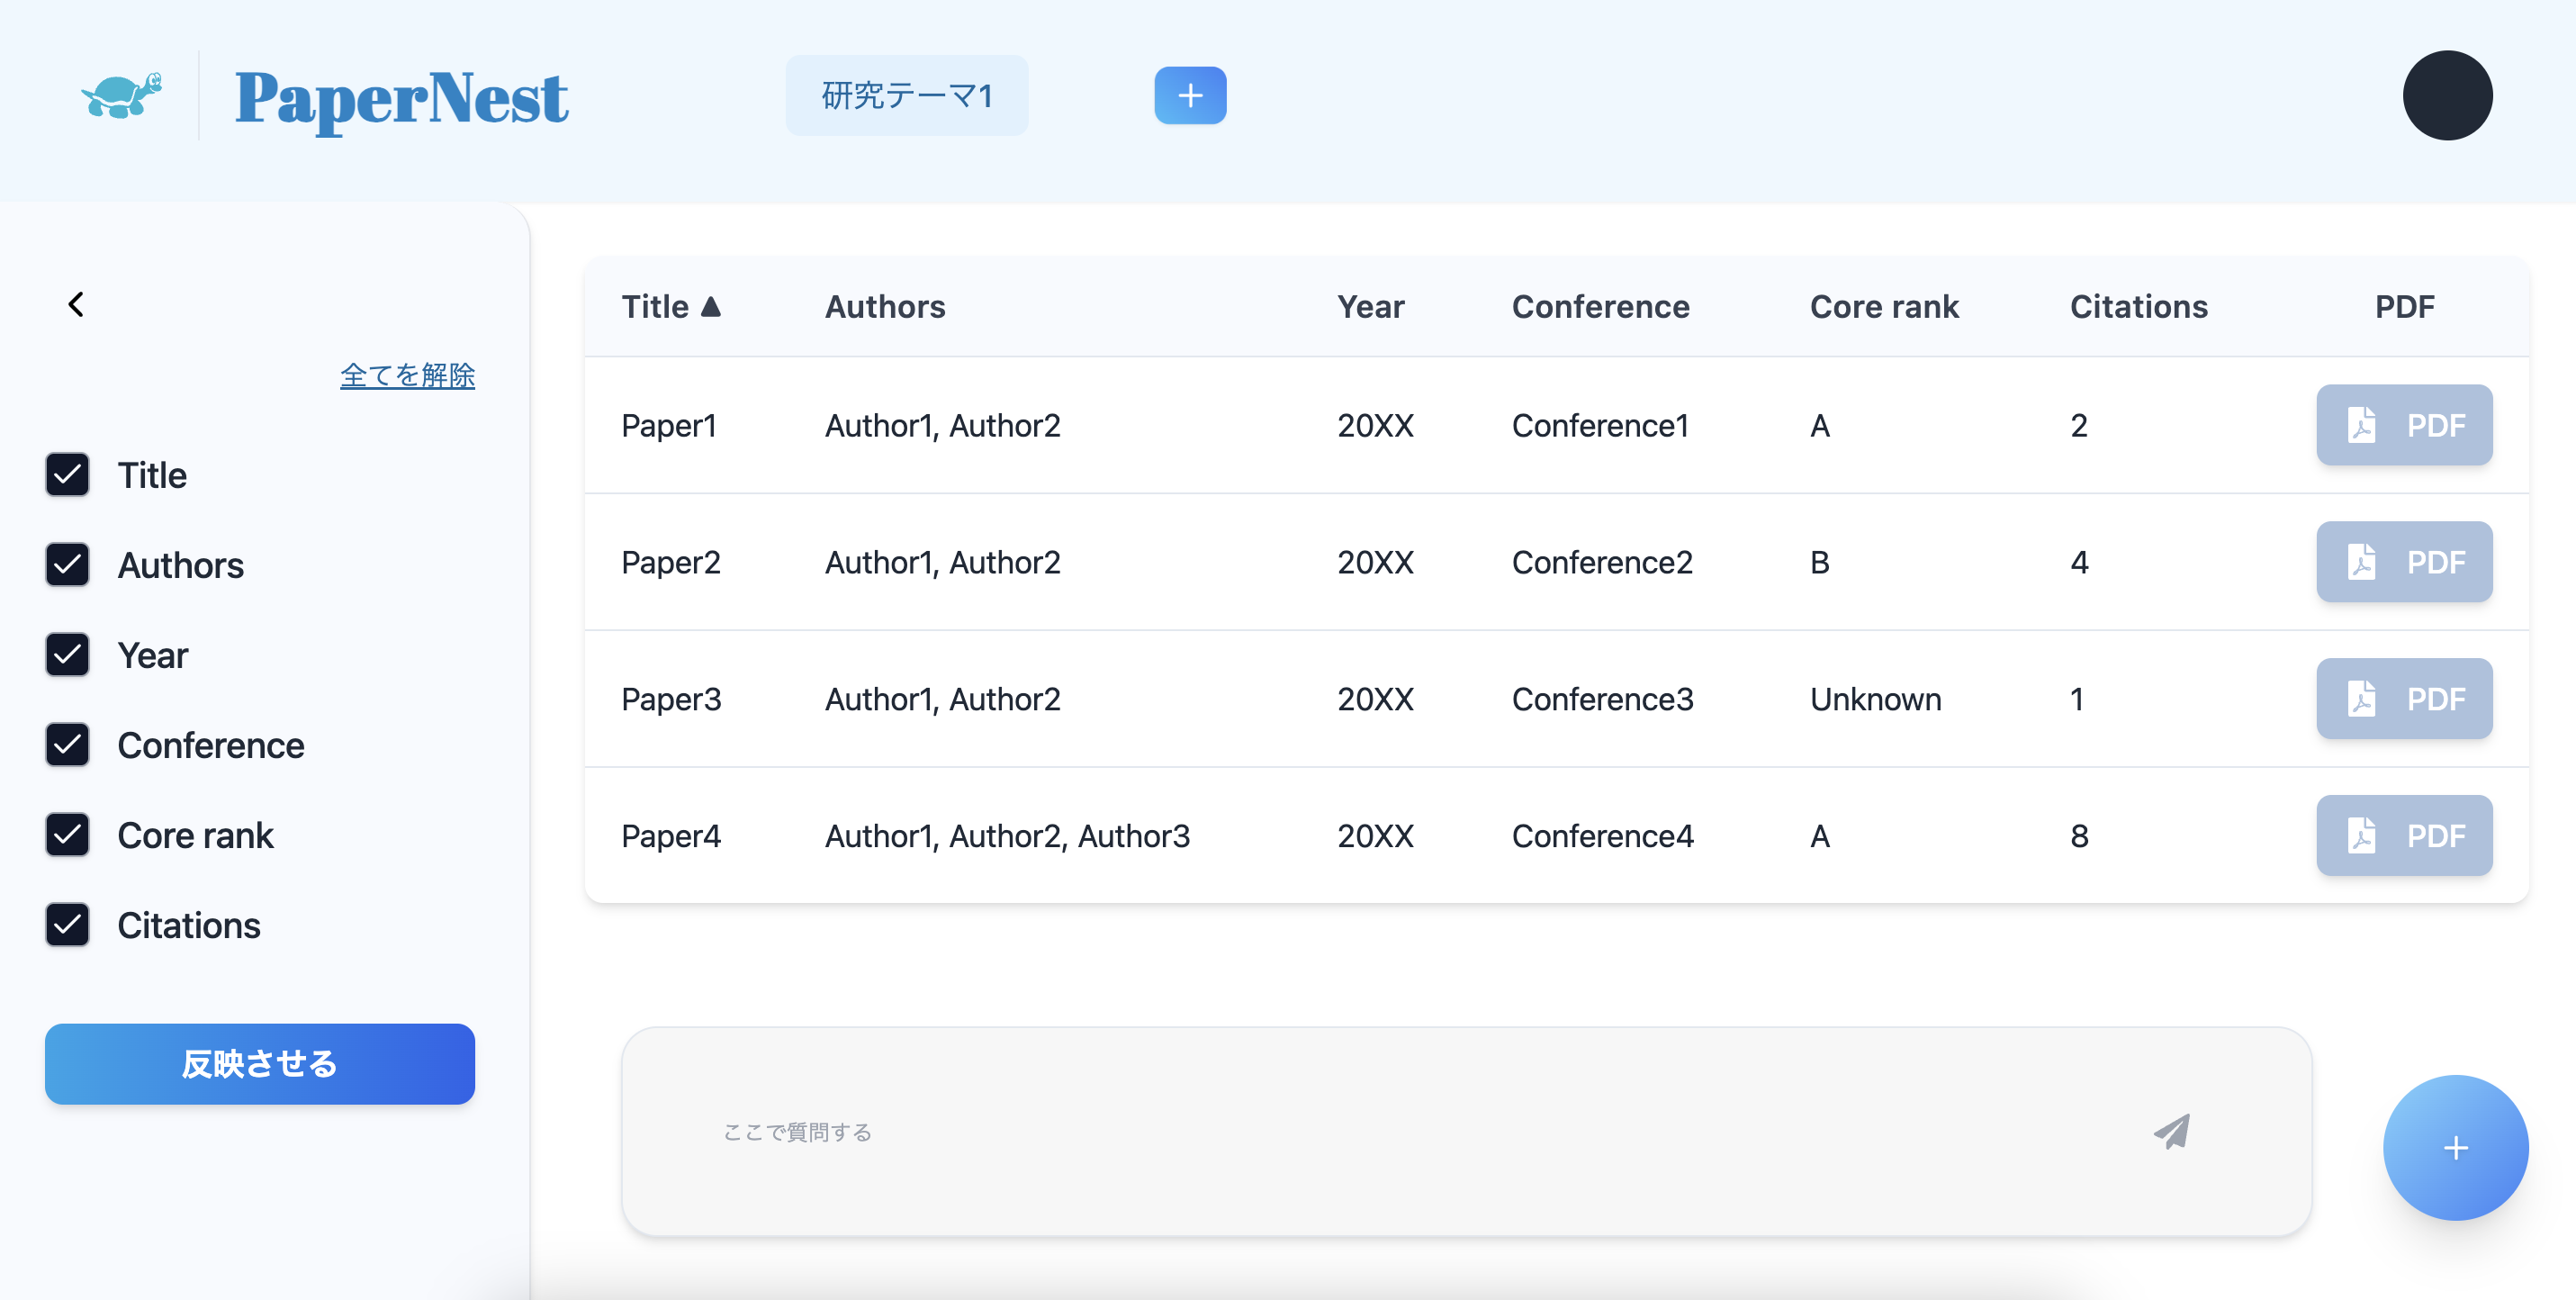 PaperNest
研究テーマ1
全てを解除
Title
Authors
Year
Conference
Core rank
Citations
反映させる
Title ▲ Authors Year Conference Core rank Citations PDF
Paper1 Author1, Author2 20XX Conference1 A 2 PDF
Paper2 Author1, Author2 20XX Conference2 B 4 PDF
Paper3 Author1, Author2 20XX Conference3 Unknown 1 PDF
Paper4 Author1, Author2, Author3 20XX Conference4 A 8 PDF
ここで質問する